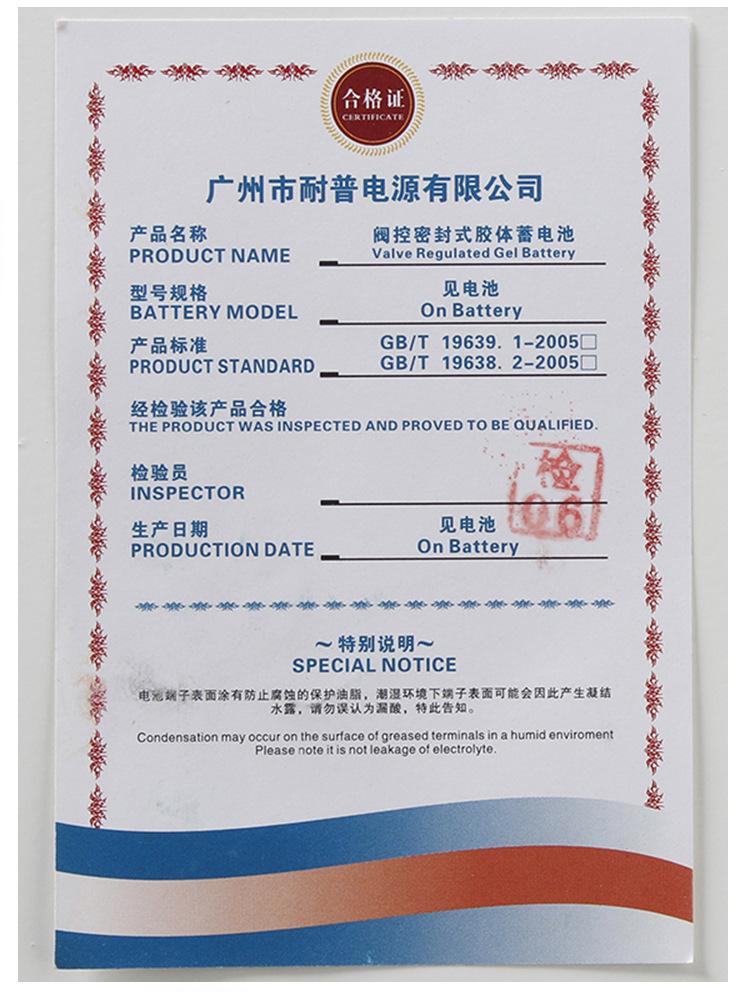 合格证
CERTIFICATE
广州市耐普电源有限公司
产品名称 阀控密封式胶体蓄电池
PRODUCT NAME Valve Regulated Gel Battery
型号规格 见电池
BATTERY MODEL On Battery
产品标准 GB/T 19639. 1-2005□
PRODUCT STANDARD GB/T 19638. 2-2005□
经检验该产品合格
THE PRODUCT WAS INSPECTED AND PROVED TO BE QUALIFIED.
检验员 检
INSPECTOR 06
生产日期 见电池
PRODUCTION DATE On Battery
~特别说明~
SPECIAL NOTICE
电池端子表面涂有防止腐蚀的保护油脂，潮湿环境下端子表面可能会因此产生凝结
水露，请勿误认为漏酸，特此告知。
Condensation may occur on the surface of greased terminals in a humid enviroment
Please note it is not leakage of electrolyte.